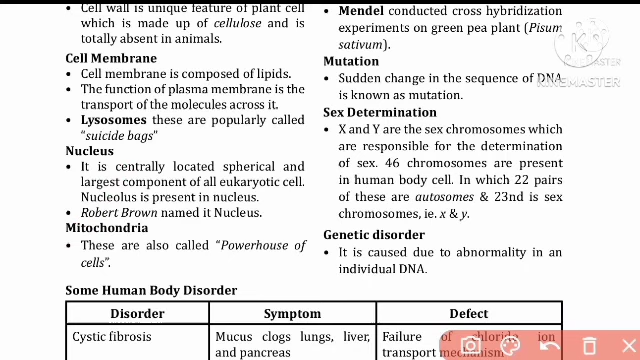 Cell wall is unique feature of plant cell
which is made up of cellulose and is
totally absent in animals.
Cell Membrane
• Cell membrane is composed of lipids.
• The function of plasma membrane is the
transport of the molecules across it.
• Lysosomes these are popularly called
"suicide bags"
Nucleus
• It is centrally located spherical and
largest component of all eukaryotic cell.
Nucleolus is present in nucleus.
• Robert Brown named it Nucleus.
Mitochondria
• These are also called "Powerhouse of
cells".
• Mendel conducted cross hybridization
experiments on green pea plant (Pisum
sativum).
Mutation
• Sudden change in the sequence of DNA
is known as mutation.
Sex Determination
• X and Y are the sex chromosomes which
are responsible for the determination
of sex. 46 chromosomes are present
in human body cell. In which 22 pairs
of these are autosomes & 23nd is sex
chromosomes, ie. x & y.
Genetic disorder
• It is caused due to abnormality in an
individual DNA.
KINEMASTER
Made with
KINEMASTER
Some Human Body Disorder
Disorder Symptom Defect
Cystic fibrosis Mucus clogs lungs, liver, Failure of chloride ion
and pancreas transport mechanism